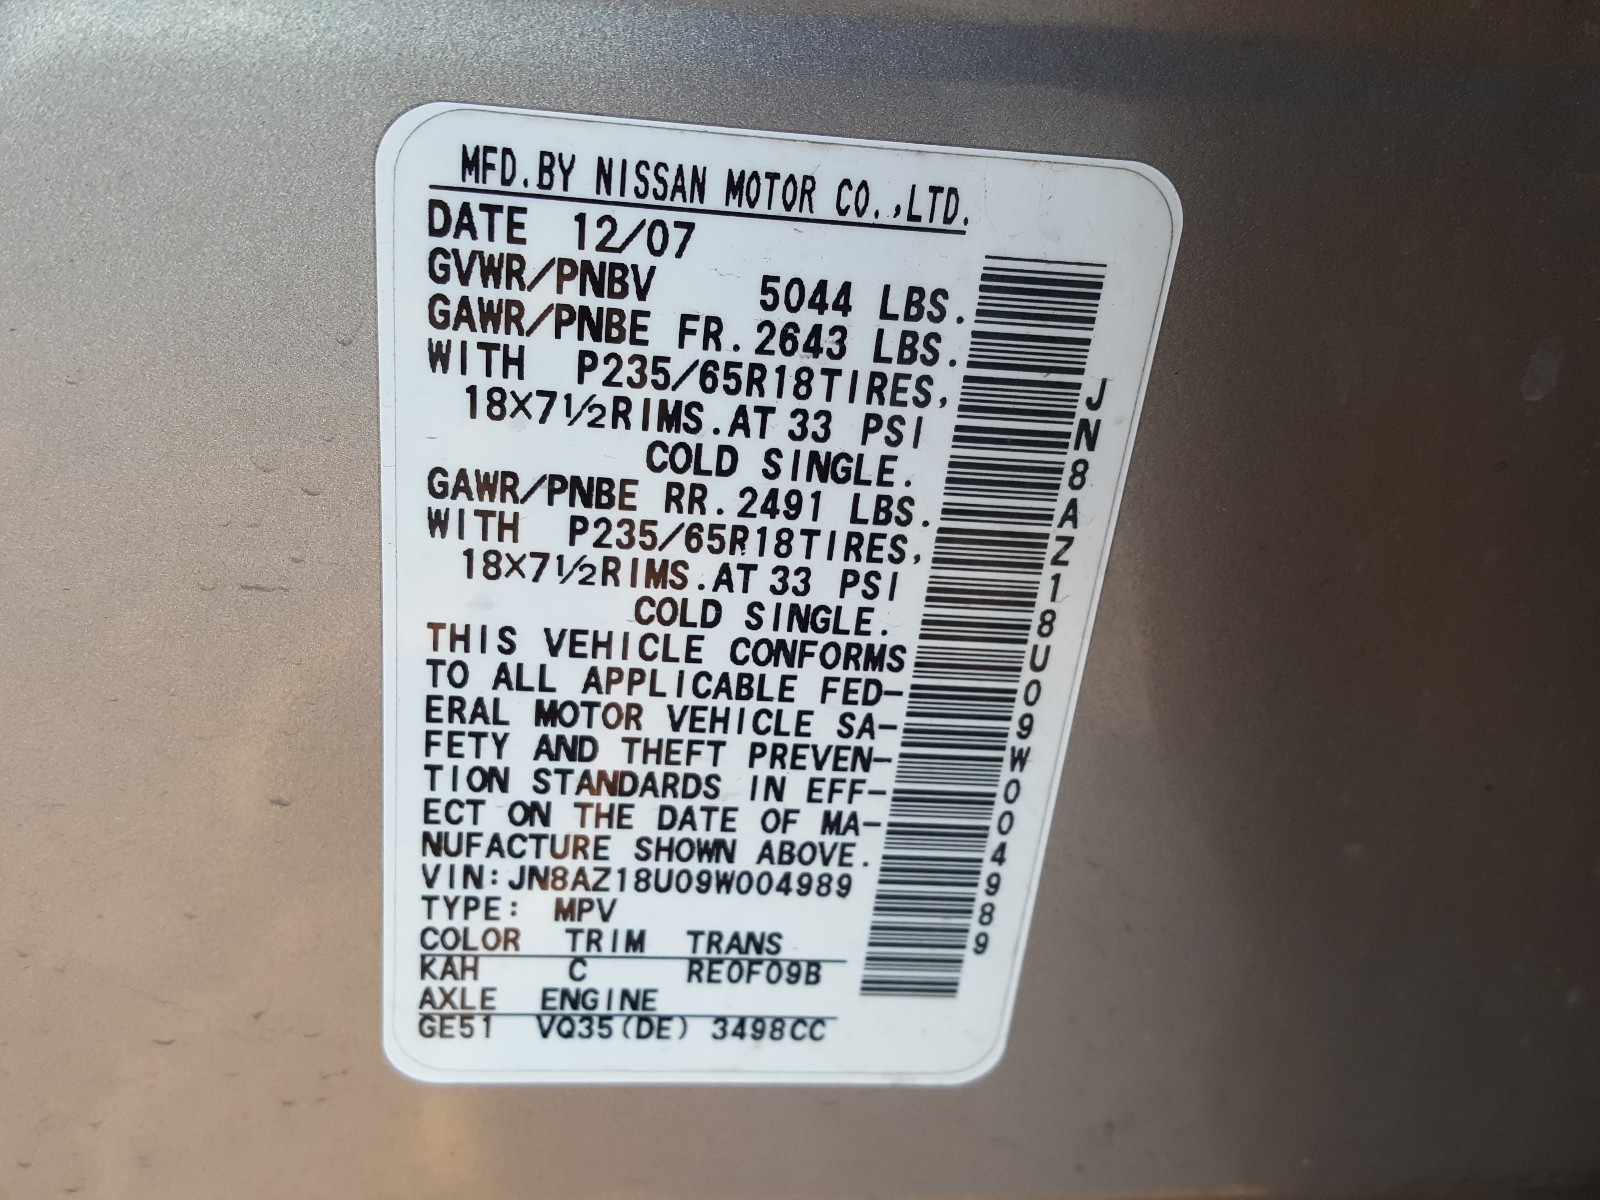 MFD.BY NISSAN MOTOR CO.,LTD.
DATE 12/07
GVWR/PNBV 5044 LBS.
GAWR/PNBE FR.2643 LBS.
WITH P235/65R18TIRES,
18X7½RIMS.AT 33 PSI
COLD SINGLE.
GAWR/PNBE RR.2491 LBS.
WITH P235/65R18TIRES,
18X7½RIMS.AT 33 PSI
COLD SINGLE.
THIS VEHICLE CONFORMS
TO ALL APPLICABLE FED-
ERAL MOTOR VEHICLE SA-
FETY AND THEFT PREVEN-
TION STANDARDS IN EFF-
ECT ON THE DATE OF MA-
NUFACTURE SHOWN ABOVE.
VIN:JN8AZ18U09W004989
TYPE: MPV
COLOR TRIM TRANS
KAH C RE0F09B
AXLE ENGINE
GE51 VQ35(DE) 3498CC
JN8AZ18U09W004989